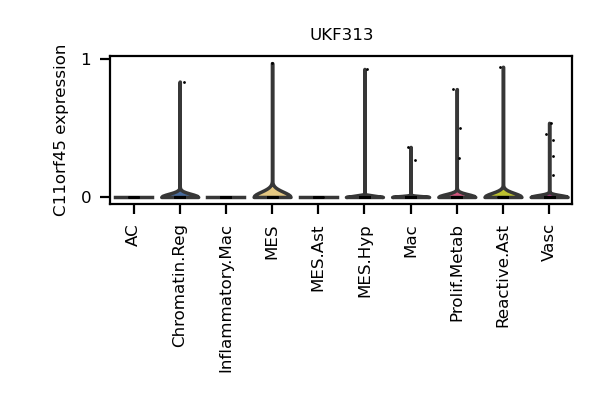 UKF313
C11orf45 expression
1
0
AC
Chromatin.Reg
Inflammatory.Mac
MES
MES.Ast
MES.Hyp
Mac
Prolif.Metab
Reactive.Ast
Vasc